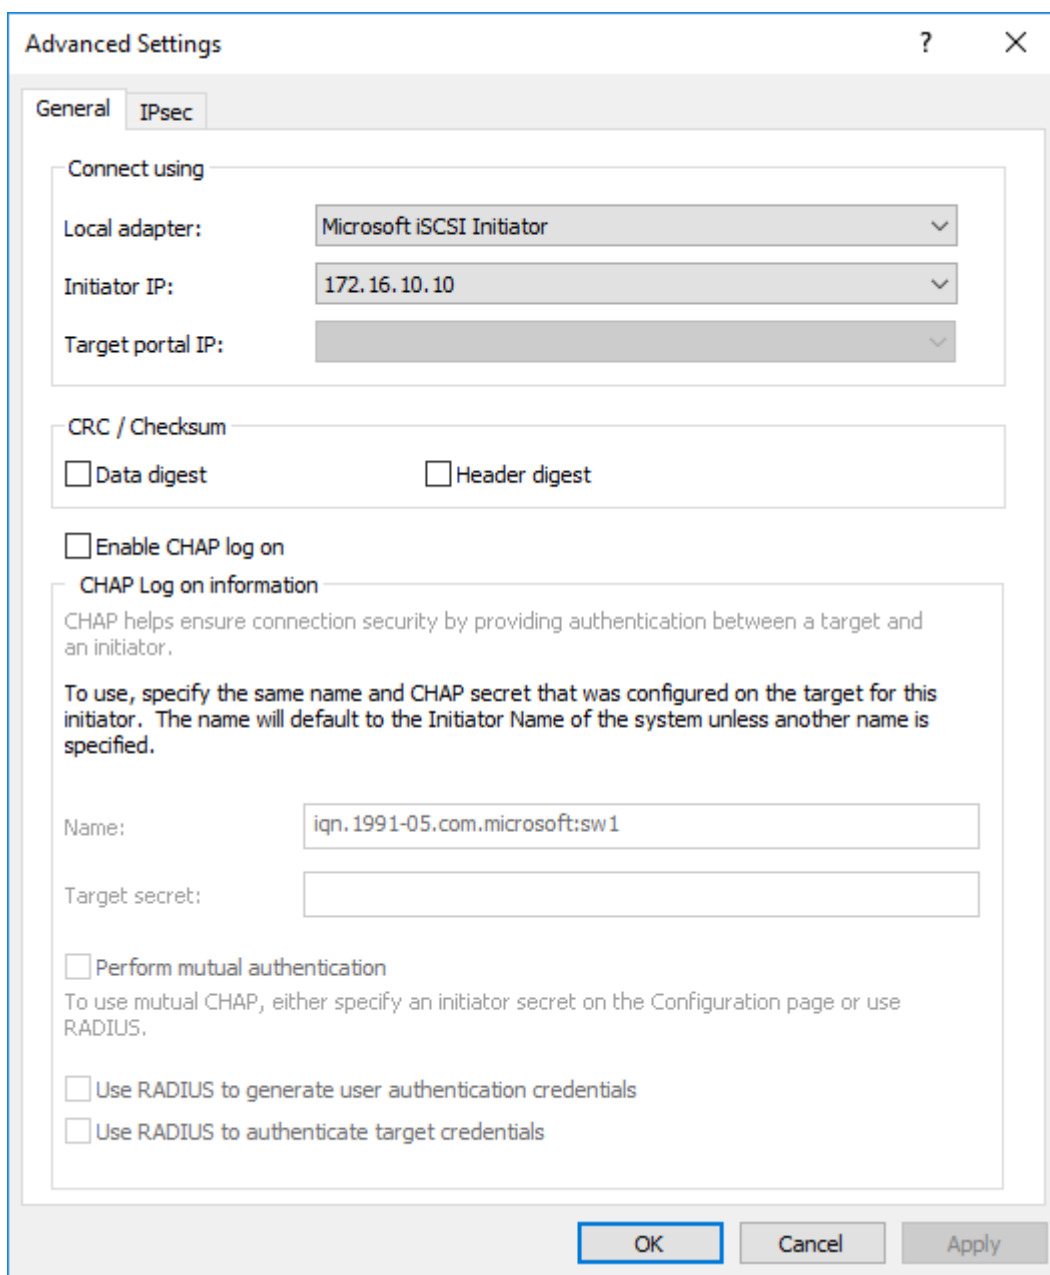 Advanced Settings
?
General
IPsec
Connect using
Local adapter:
Microsoft iSCSI Initiator
Initiator IP:
172.16.10.10
Target portal IP:
CRC / Checksum
Data digest
Header digest
Enable CHAP log on
CHAP Log on information
CHAP helps ensure connection security by providing authentication between a target and
an initiator.
To use, specify the same name and CHAP secret that was configured on the target for this
initiator.  The name will default to the Initiator Name of the system unless another name is
specified.
Name:
iqn.1991-05.com.microsoft:sw1
Target secret:
Perform mutual authentication
To use mutual CHAP, either specify an initiator secret on the Configuration page or use
RADIUS.
Use RADIUS to generate user authentication credentials
Use RADIUS to authenticate target credentials
OK
Cancel
Apply